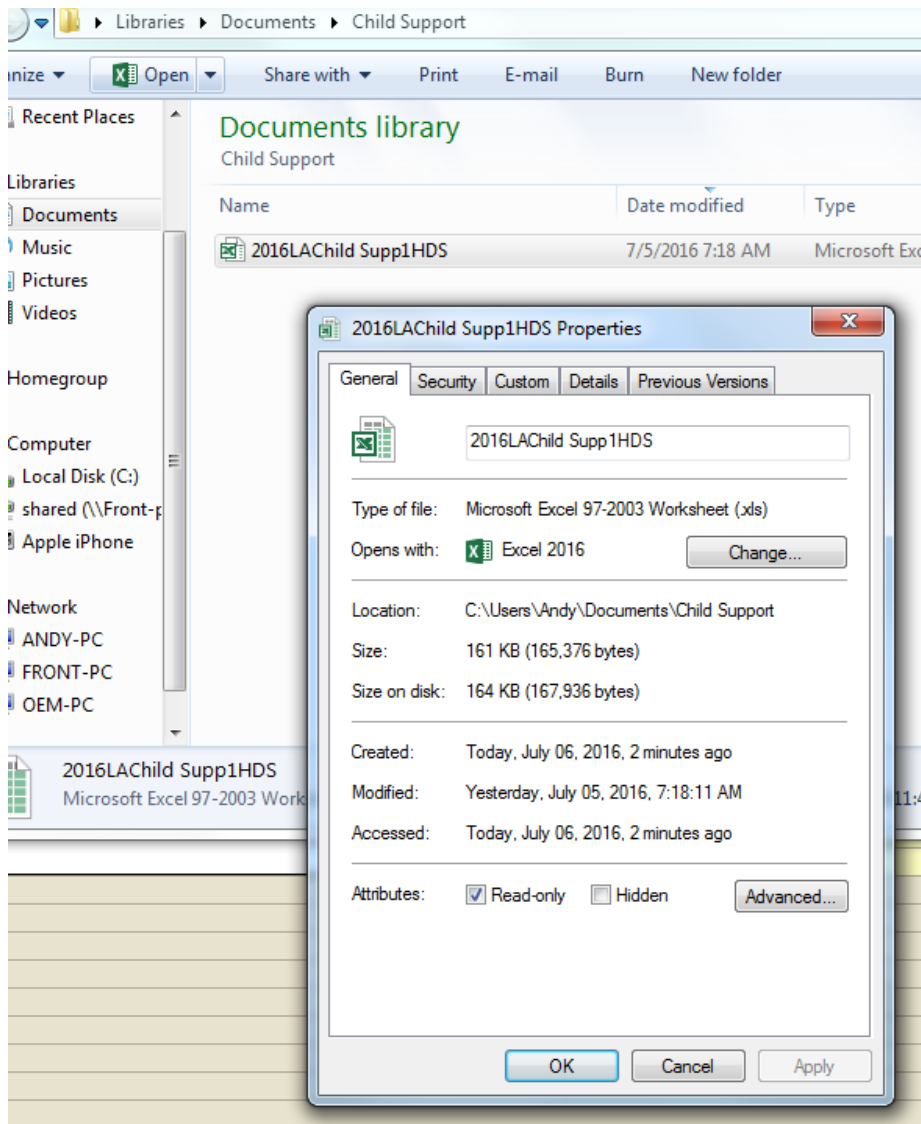 Libraries Documents Child Support
Open Share with Print E-mail Burn New folder
Recent Places
Libraries
Documents
Music
Pictures
Videos
Homegroup
Computer
Local Disk (C:)
shared (\\Front-p
Apple iPhone
Network
ANDY-PC
FRONT-PC
OEM-PC
Documents library
Child Support
Name Date modified Type
2016LAChild Supp1HDS 7/5/2016 7:18 AM Microsoft Exc
2016LAChild Supp1HDS Properties
General Security Custom Details Previous Versions
2016LAChild Supp1HDS
Type of file: Microsoft Excel 97-2003 Worksheet (.xls)
Opens with: Excel 2016 Change...
Location: C:\Users\Andy\Documents\Child Support
Size: 161 KB (165,376 bytes)
Size on disk: 164 KB (167,936 bytes)
Created: Today, July 06, 2016, 2 minutes ago
Modified: Yesterday, July 05, 2016, 7:18:11 AM
Accessed: Today, July 06, 2016, 2 minutes ago
Attributes: Read-only Hidden Advanced...
OK Cancel Apply
2016LAChild Supp1HDS
Microsoft Excel 97-2003 Work